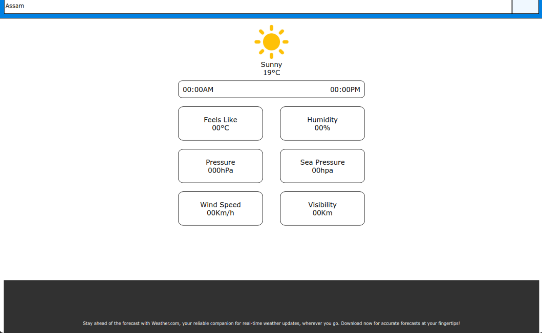 Assam
Sunny
19°C
00:00AM 00:00PM
Feels Like
00°C
Humidity
00%
Pressure
000hPa
Sea Pressure
00hpa
Wind Speed
00Km/h
Visibility
00Km
Stay ahead of the forecast with Weather.com, your reliable companion for real-time weather updates, wherever you go. Download now for accurate forecasts at your fingertips!